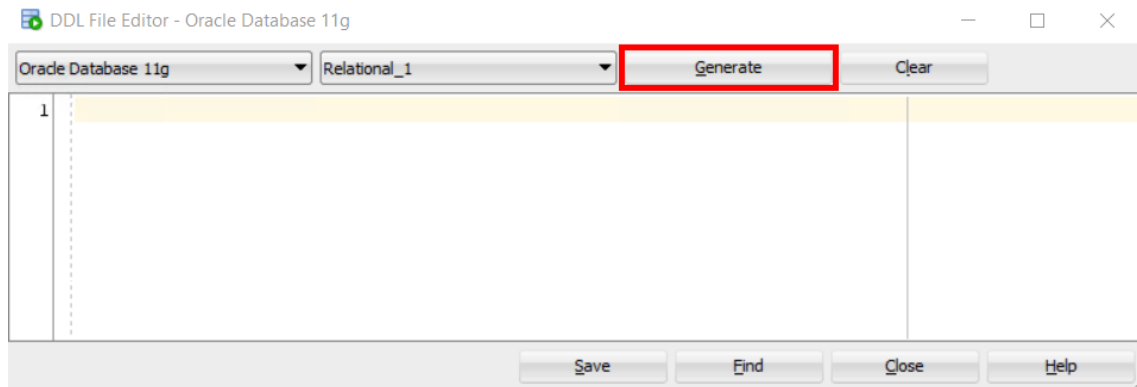 DDL File Editor - Oracle Database 11g
Oracle Database 11g Relational_1 Generate Clear
1
Save Find Close Help